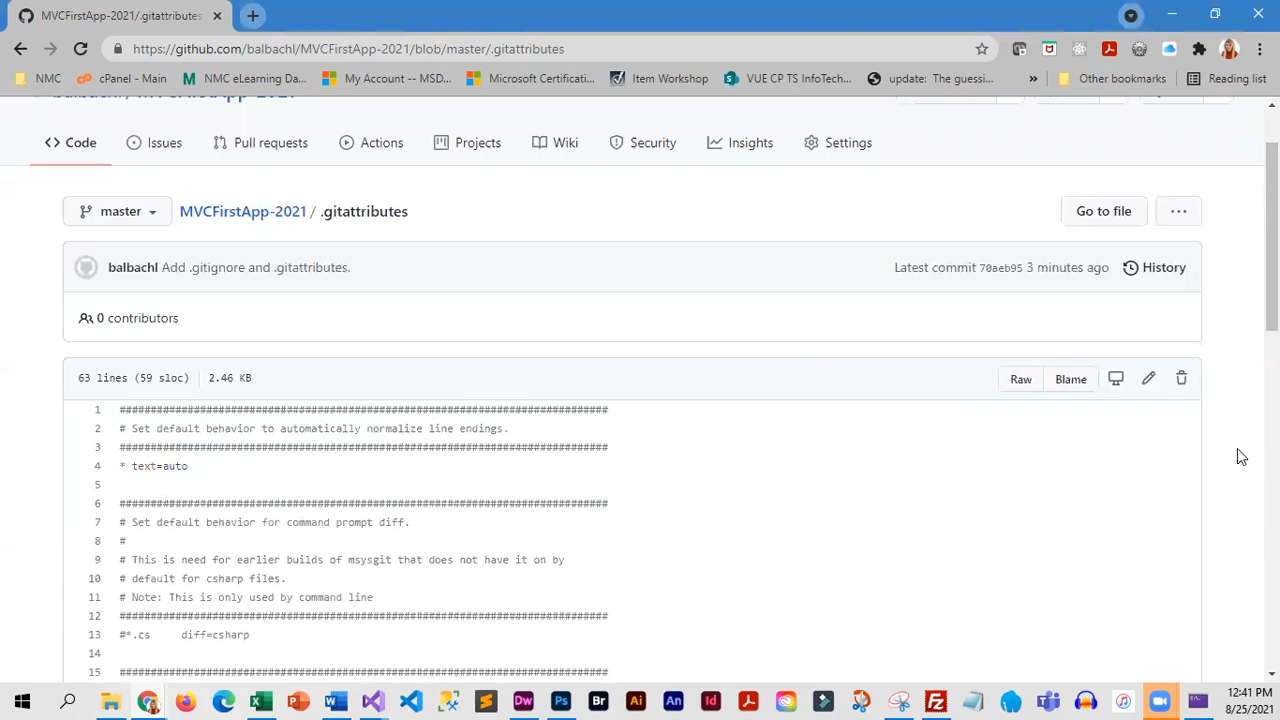 MVCFirstApp-2021/.gitattributes
https://github.com/balbachl/MVCFirstApp-2021/blob/master/.gitattributes
NMC
cPanel - Main
NMC eLearning Da...
My Account -- MSD...
Microsoft Certificati...
Item Workshop
VUE CP TS InfoTech...
update: The guessi...
»
Other bookmarks
Reading list
Code
Issues
Pull requests
Actions
Projects
Wiki
Security
Insights
Settings
master
MVCFirstApp-2021 / .gitattributes
Go to file
...
balbachl Add .gitignore and .gitattributes.
Latest commit 70aeb95 3 minutes ago
History
0 contributors
63 lines (59 sloc)
2.46 KB
Raw
Blame
1 ###############################################################################
2 # Set default behavior to automatically normalize line endings.
3 ###############################################################################
4 * text=auto
5
6 ###############################################################################
7 # Set default behavior for command prompt diff.
8 #
9 # This is need for earlier builds of msysgit that does not have it on by
10 # default for csharp files.
11 # Note: This is only used by command line
12 ###############################################################################
13 #*.cs diff=csharp
14
15 ###############################################################################
Dw
Ps
Br
Ai
An
Id
12:41 PM
8/25/2021